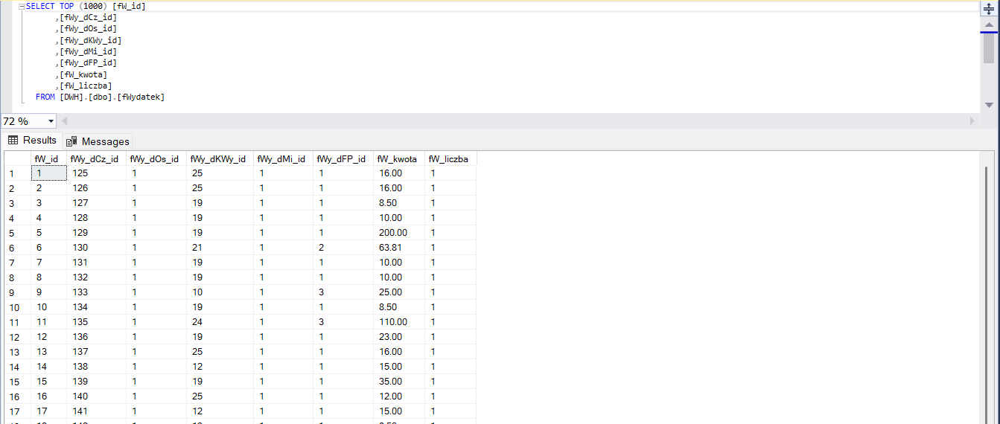 SELECT TOP (1000) [fW_id]
,[fWy_dCz_id]
,[fWy_dOs_id]
,[fWy_dKWy_id]
,[fWy_dMi_id]
,[fWy_dFP_id]
,[fW_kwota]
,[fW_liczba]
FROM [DWH].[dbo].[fWydatek]
72 %
Results Messages
fW_id fWy_dCz_id fWy_dOs_id fWy_dKWy_id fWy_dMi_id fWy_dFP_id fW_kwota fW_liczba
1 1 125 1 25 1 1 16.00 1
2 2 126 1 25 1 1 16.00 1
3 3 127 1 19 1 1 8.50 1
4 4 128 1 19 1 1 10.00 1
5 5 129 1 19 1 1 200.00 1
6 6 130 1 21 1 2 63.81 1
7 7 131 1 19 1 1 10.00 1
8 8 132 1 19 1 1 10.00 1
9 9 133 1 10 1 3 25.00 1
10 10 134 1 19 1 1 8.50 1
11 11 135 1 24 1 3 110.00 1
12 12 136 1 19 1 1 23.00 1
13 13 137 1 25 1 1 16.00 1
14 14 138 1 12 1 1 15.00 1
15 15 139 1 19 1 1 35.00 1
16 16 140 1 25 1 1 12.00 1
17 17 141 1 12 1 1 15.00 1